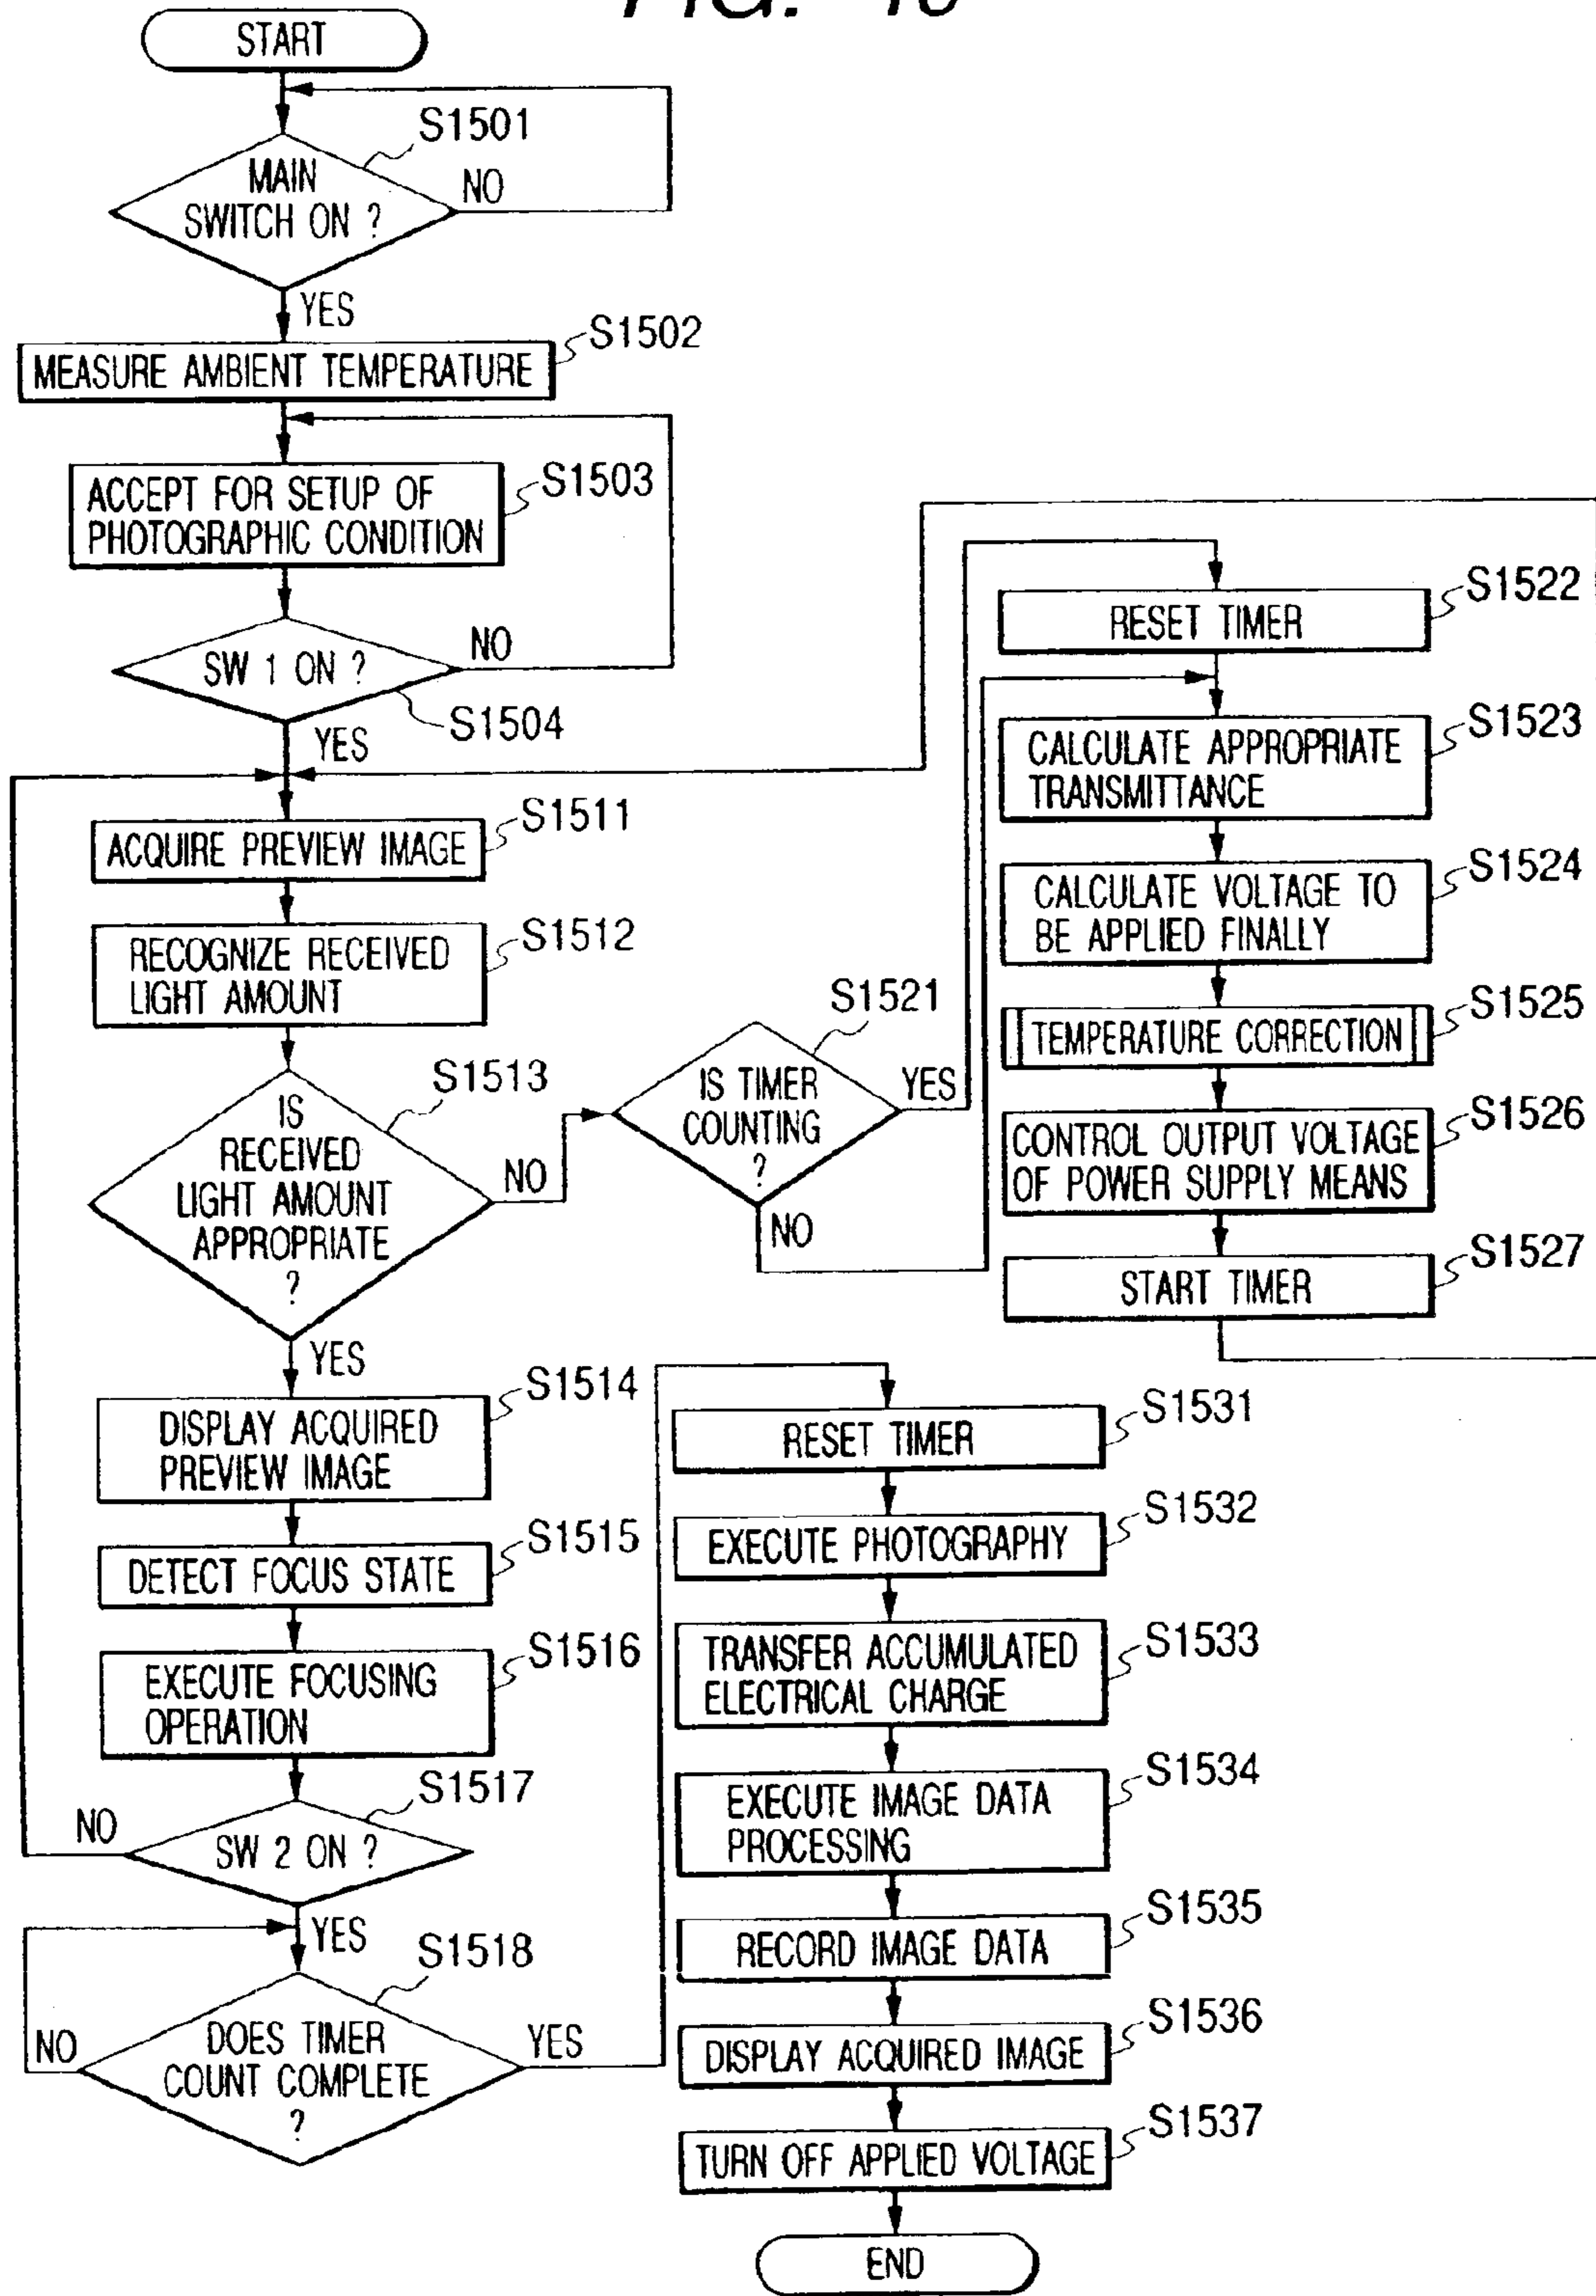 FIG.
START
S1501
MAIN
SWITCH ON ?
NO
YES
S1502
MEASURE AMBIENT TEMPERATURE
S1503
ACCEPT FOR SETUP OF
PHOTOGRAPHIC CONDITION
SW 1 ON ?
NO
S1504
YES
S1511
ACQUIRE PREVIEW IMAGE
S1512
RECOGNIZE RECEIVED
LIGHT AMOUNT
S1513
IS
RECEIVED
LIGHT AMOUNT
APPROPRIATE
?
NO
YES
S1514
DISPLAY ACQUIRED
PREVIEW IMAGE
S1515
DETECT FOCUS STATE
S1516
EXECUTE FOCUSING
OPERATION
S1517
SW 2 ON ?
NO
YES
S1518
DOES TIMER
COUNT COMPLETE
?
NO
YES
S1521
IS TIMER
COUNTING
?
YES
NO
S1522
RESET TIMER
S1523
CALCULATE APPROPRIATE
TRANSMITTANCE
S1524
CALCULATE VOLTAGE TO
BE APPLIED FINALLY
S1525
TEMPERATURE CORRECTION
S1526
CONTROL OUTPUT VOLTAGE
OF POWER SUPPLY MEANS
S1527
START TIMER
S1531
RESET TIMER
S1532
EXECUTE PHOTOGRAPHY
S1533
TRANSFER ACCUMULATED
ELECTRICAL CHARGE
S1534
EXECUTE IMAGE DATA
PROCESSING
S1535
RECORD IMAGE DATA
S1536
DISPLAY ACQUIRED IMAGE
S1537
TURN OFF APPLIED VOLTAGE
END